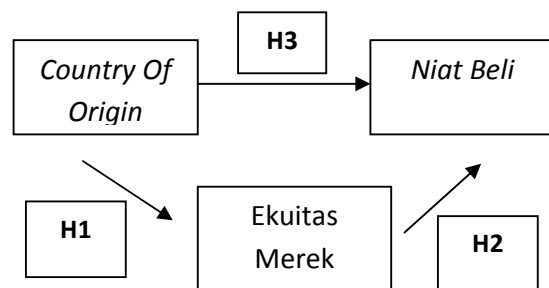 H3
Country Of
Origin
Niat Beli
H1
Ekuitas
Merek
H2